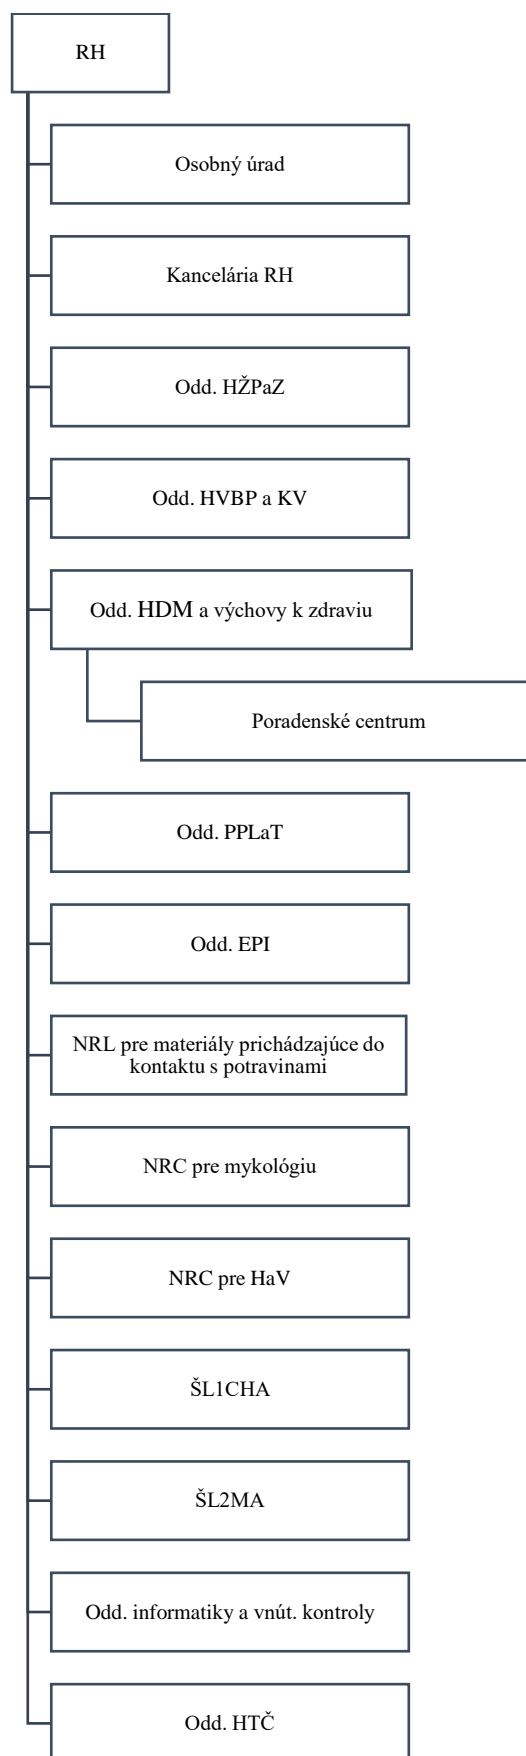 RH
Osobný úrad
Kancelária RH
Odd. HŽPaZ
Odd. HVBP a KV
Odd. HDM a výchovy k zdraviu
Poradenské centrum
Odd. PPLaT
Odd. EPI
NRL pre materiály prichádzajúce do
kontaktu s potravinami
NRC pre mykológiu
NRC pre HaV
ŠL1CHA
ŠL2MA
Odd. informatiky a vnút. kontroly
Odd. HTČ